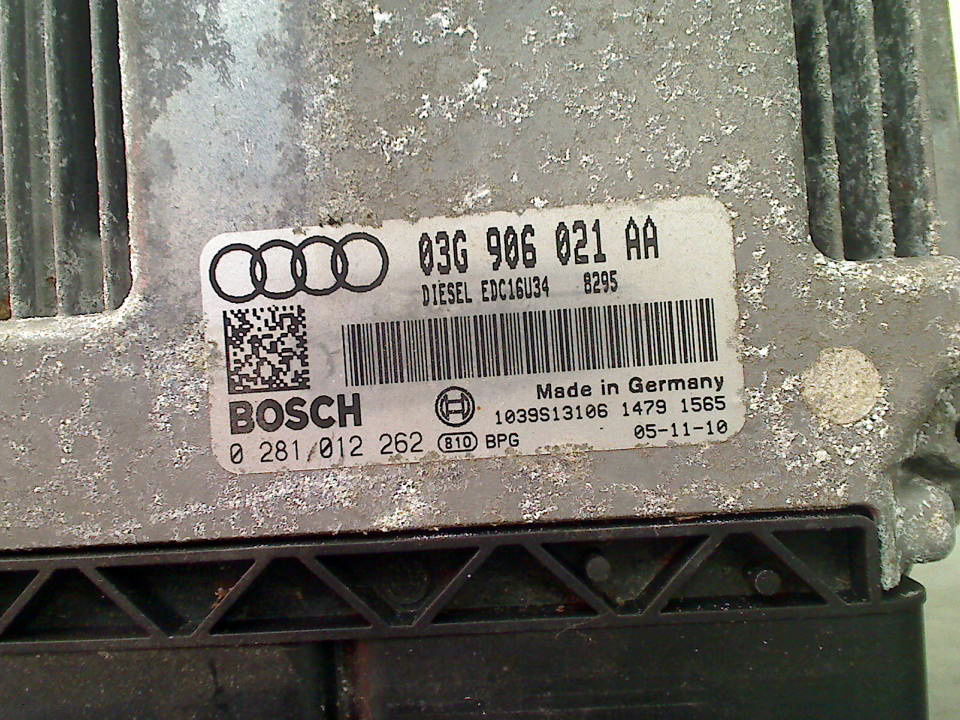 03G 906 021 AA
DIESEL EDC16U34 8295
BOSCH
Made in Germany
1039S13106 1479 1565
0 281 012 262 810 BPG
05-11-10